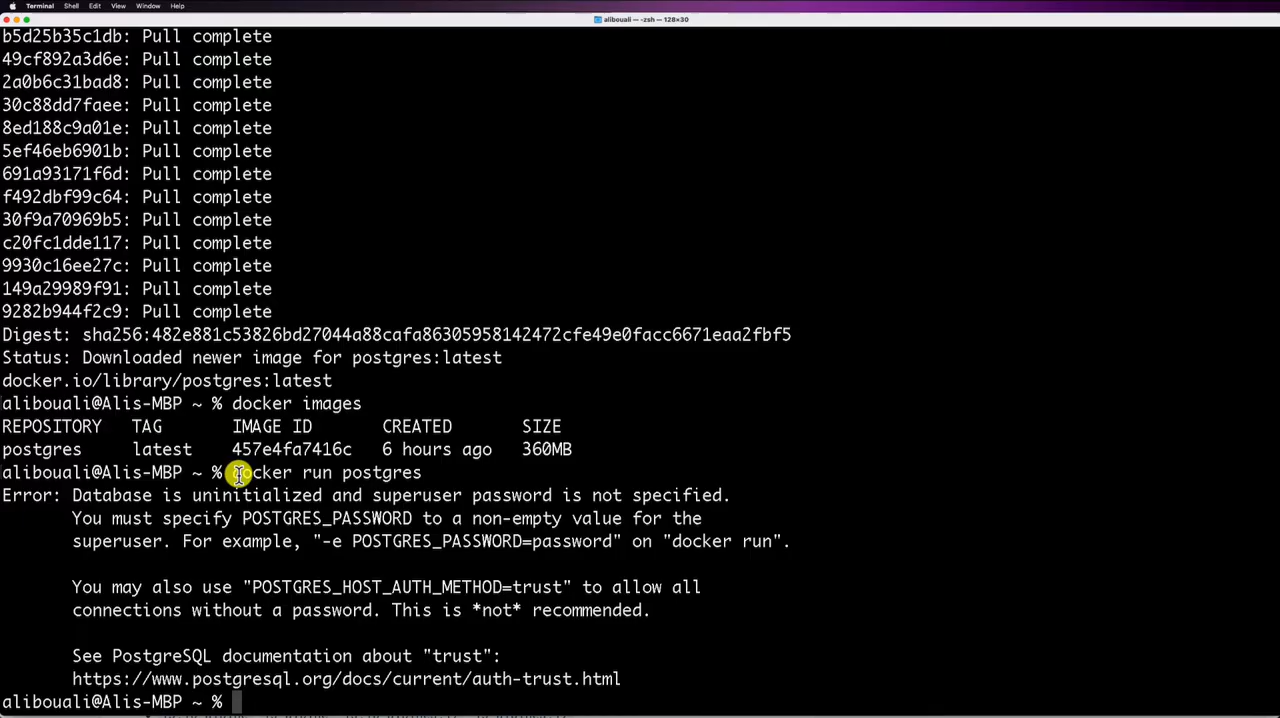 Terminal Shell Edit View Window Help
alibouali — -zsh — 128×30
b5d25b35c1db: Pull complete
49cf892a3d6e: Pull complete
2a0b6c31bad8: Pull complete
30c88dd7faee: Pull complete
8ed188c9a01e: Pull complete
5ef46eb6901b: Pull complete
691a93171f6d: Pull complete
f492dbf99c64: Pull complete
30f9a70969b5: Pull complete
c20fc1dde117: Pull complete
9930c16ee27c: Pull complete
149a29989f91: Pull complete
9282b944f2c9: Pull complete
Digest: sha256:482e881c53826bd27044a88cafa86305958142472cfe49e0facc6671eaa2fbf5
Status: Downloaded newer image for postgres:latest
docker.io/library/postgres:latest
alibouali@Alis-MBP ~ % docker images
REPOSITORY TAG IMAGE ID CREATED SIZE
postgres latest 457e4fa7416c 6 hours ago 360MB
alibouali@Alis-MBP ~ % docker run postgres
Error: Database is uninitialized and superuser password is not specified.
You must specify POSTGRES_PASSWORD to a non-empty value for the
superuser. For example, "-e POSTGRES_PASSWORD=password" on "docker run".
You may also use "POSTGRES_HOST_AUTH_METHOD=trust" to allow all
connections without a password. This is *not* recommended.
See PostgreSQL documentation about "trust":
https://www.postgresql.org/docs/current/auth-trust.html
alibouali@Alis-MBP ~ %